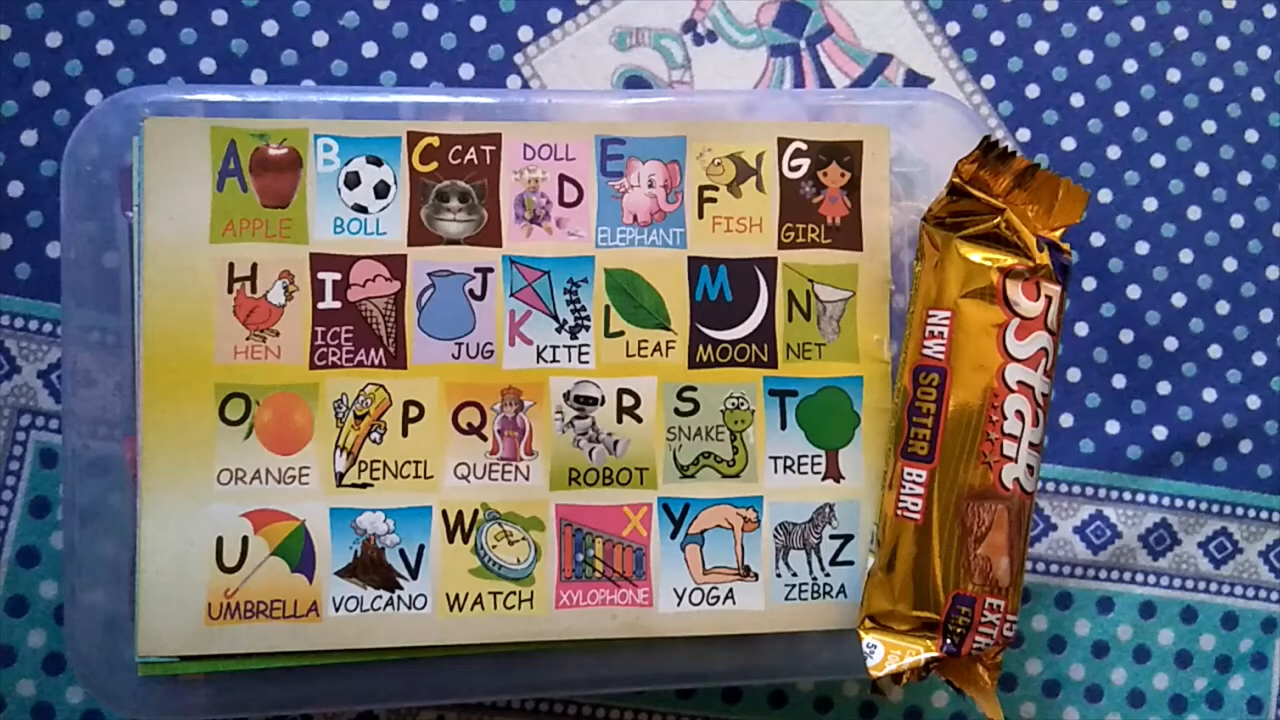 A
APPLE
B
BOLL
C CAT
DOLL
D
E
ELEPHANT
F
FISH
G
GIRL
H
HEN
I
ICE
CREAM
J
JUG
K
KITE
L
LEAF
M
MOON
N
NET
O
ORANGE
P
PENCIL
Q
QUEEN
R
ROBOT
S
SNAKE
T
TREE
U
UMBRELLA
V
VOLCANO
W
WATCH
X
XYLOPHONE
Y
YOGA
Z
ZEBRA
5Star
NEW SOFTER BAR!